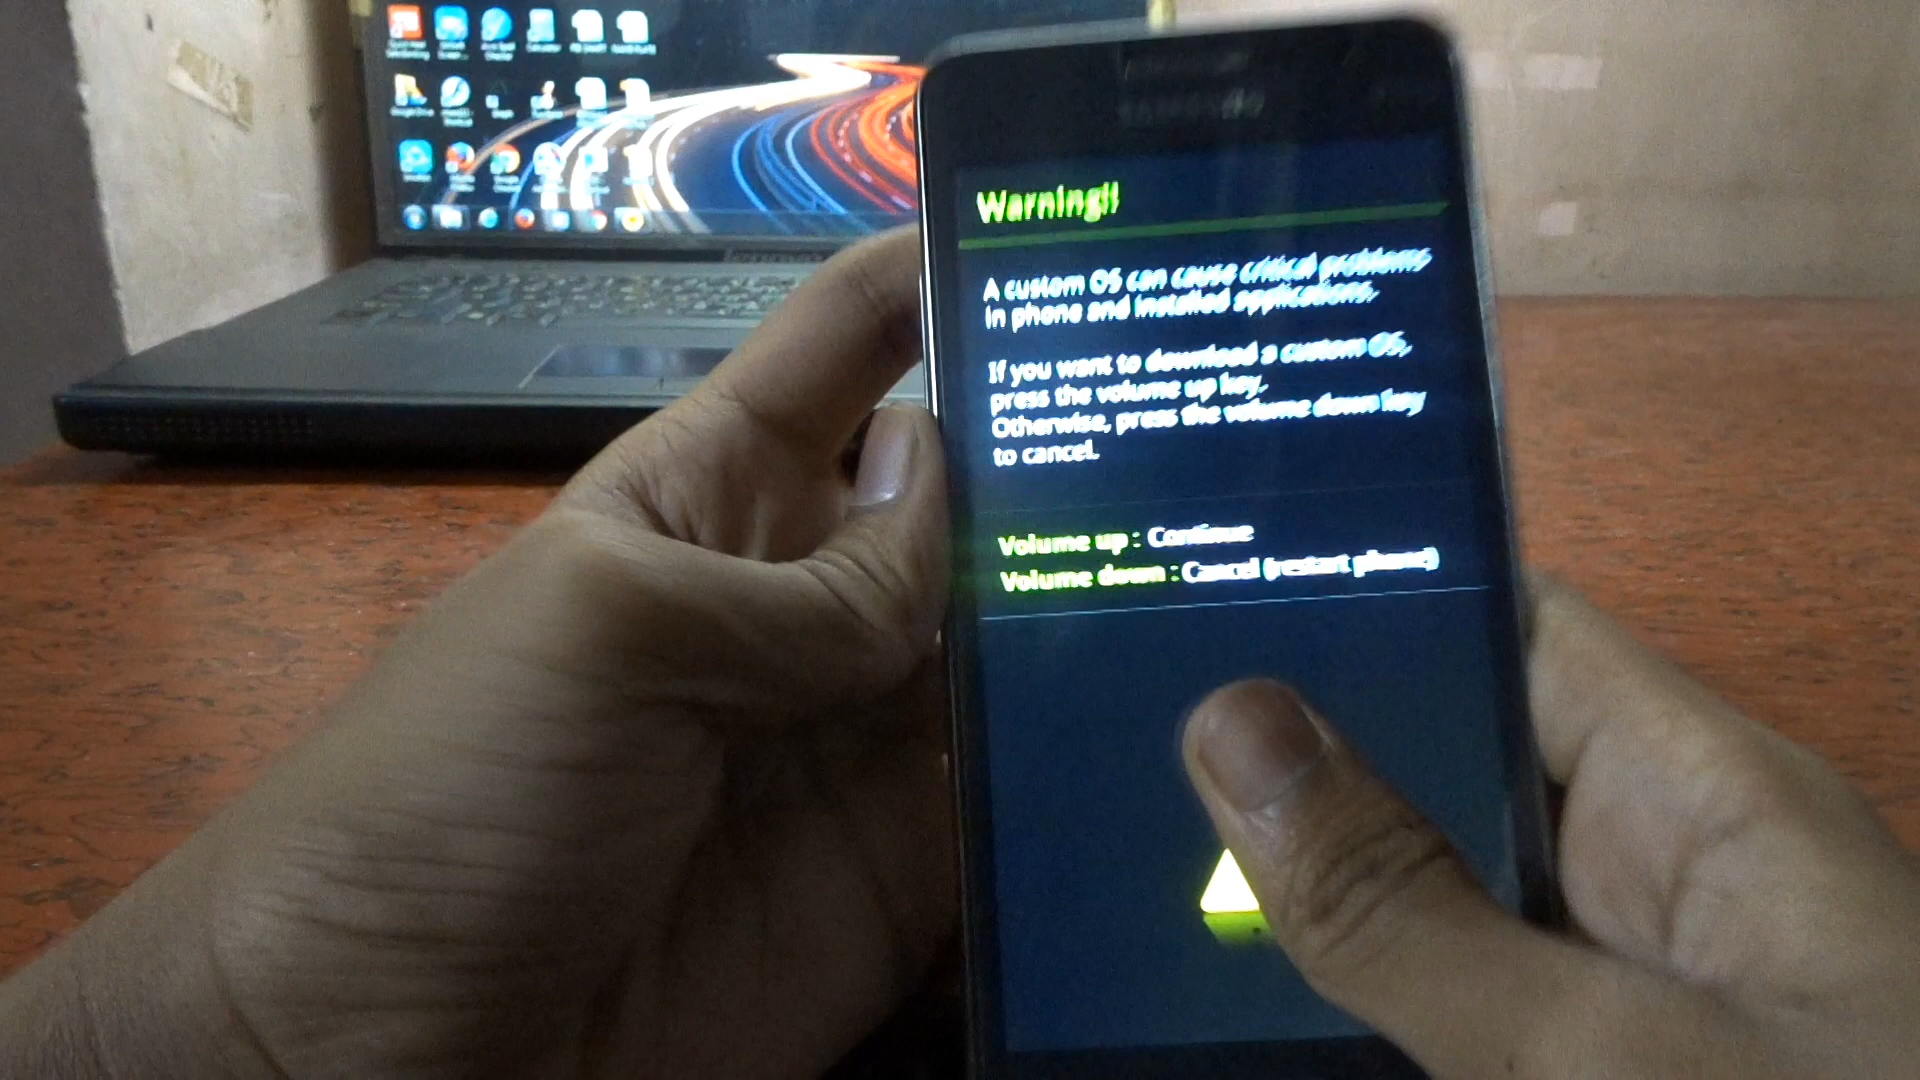 Warning!!
A custom OS can cause critical problems
in phone and installed applications.
If you want to download a custom OS,
press the volume up key.
Otherwise, press the volume down key
to cancel.
Volume up : Continue
Volume down : Cancel (restart phone)